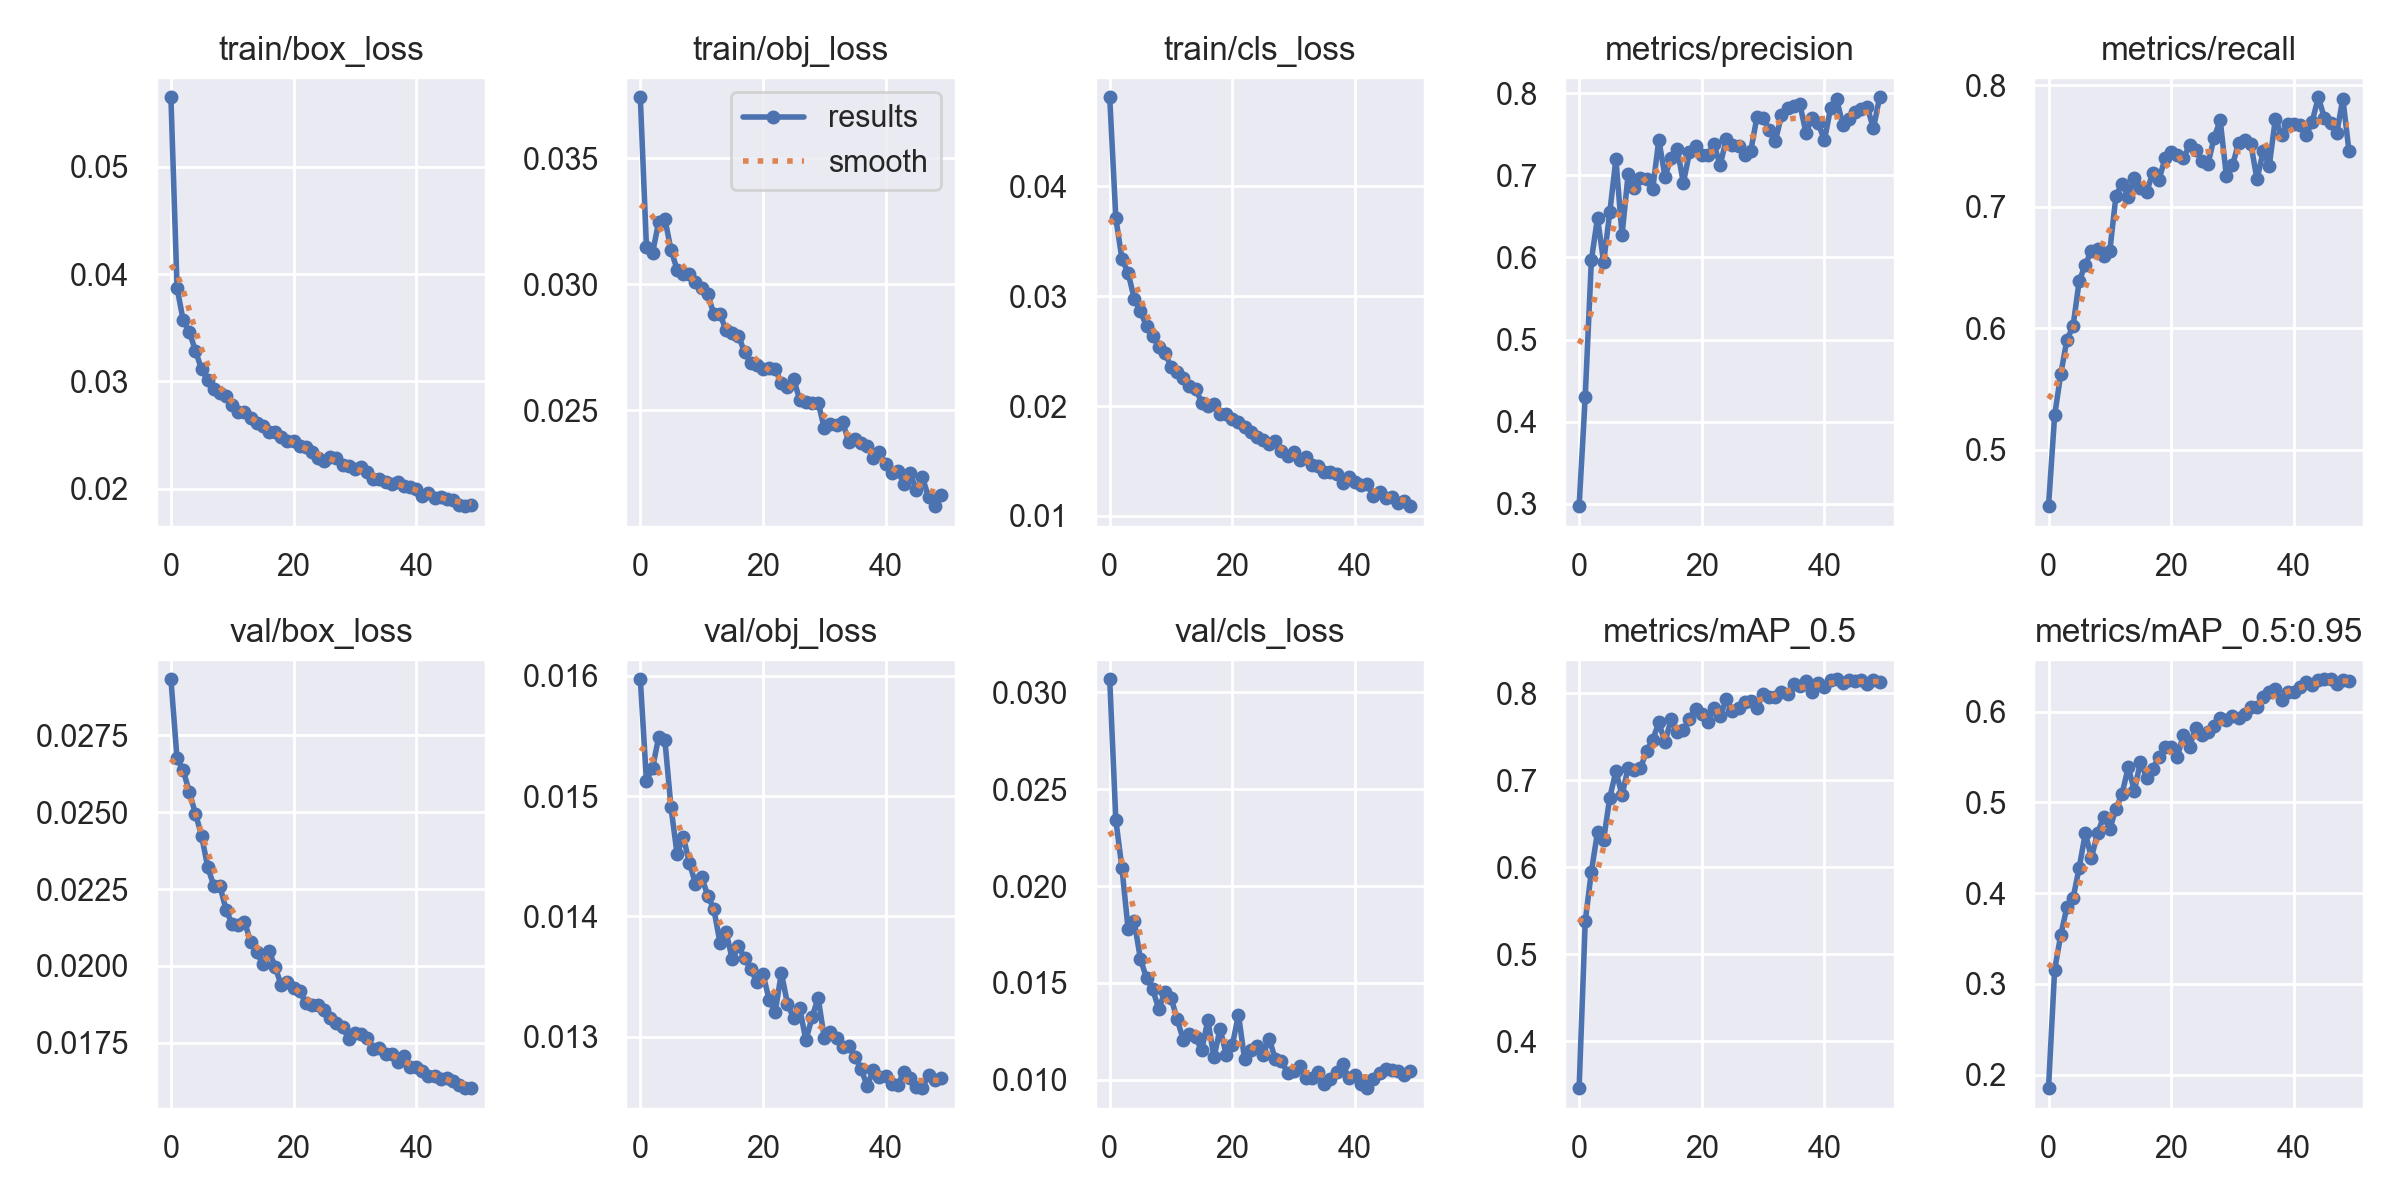 train/box_loss
0.05
0.04
0.03
0.02
0 20 40
train/obj_loss
results
smooth
0.035
0.030
0.025
0 20 40
train/cls_loss
0.04
0.03
0.02
0.01
0 20 40
metrics/precision
0.8
0.7
0.6
0.5
0.4
0.3
0 20 40
metrics/recall
0.8
0.7
0.6
0.5
0 20 40
val/box_loss
0.0275
0.0250
0.0225
0.0200
0.0175
0 20 40
val/obj_loss
0.016
0.015
0.014
0.013
0 20 40
val/cls_loss
0.030
0.025
0.020
0.015
0.010
0 20 40
metrics/mAP_0.5
0.8
0.7
0.6
0.5
0.4
0 20 40
metrics/mAP_0.5:0.95
0.6
0.5
0.4
0.3
0.2
0 20 40